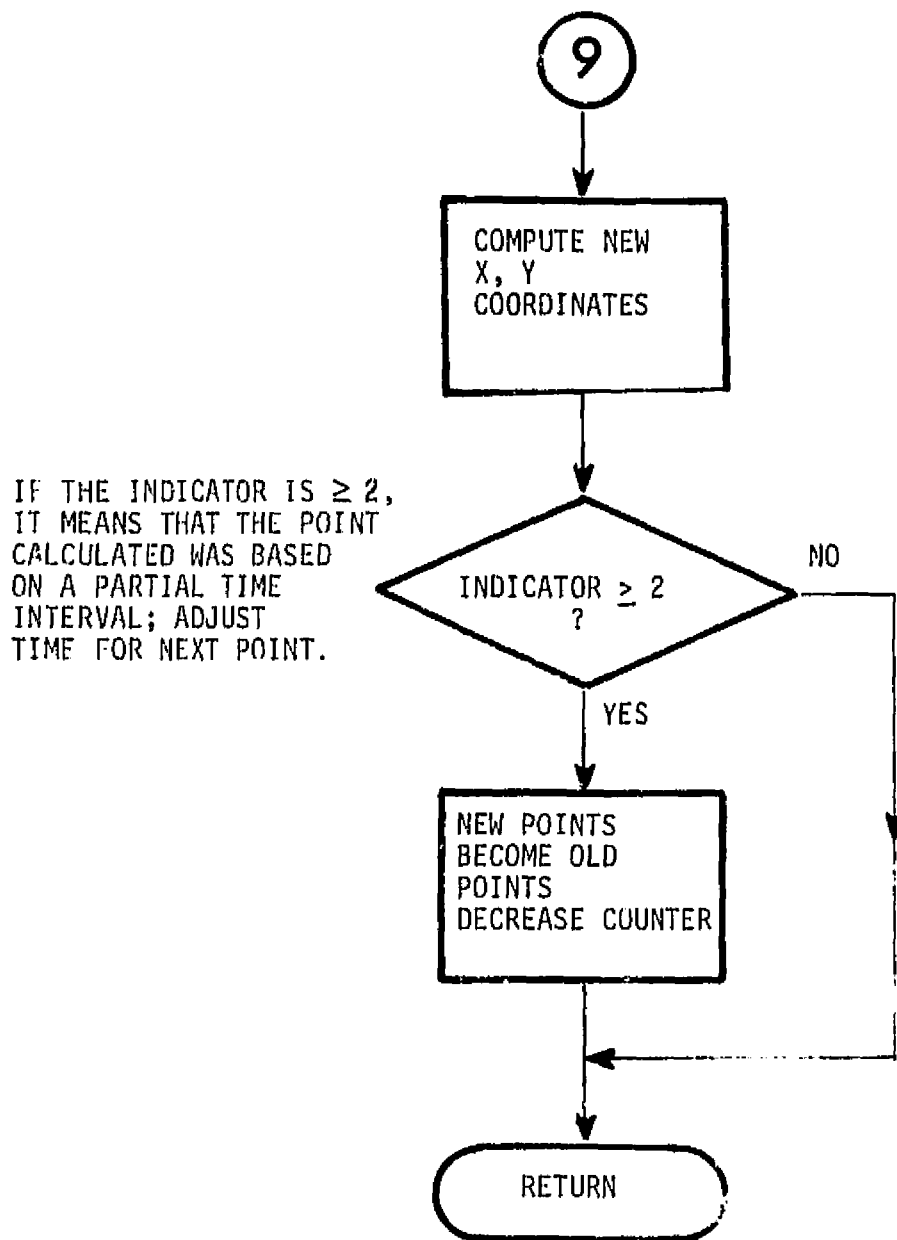 9
COMPUTE NEW
X, Y
COORDINATES
IF THE INDICATOR IS ≥ 2,
IT MEANS THAT THE POINT
CALCULATED WAS BASED
ON A PARTIAL TIME
INTERVAL; ADJUST
TIME FOR NEXT POINT.
INDICATOR ≥ 2
?
NO
YES
NEW POINTS
BECOME OLD
POINTS
DECREASE COUNTER
RETURN